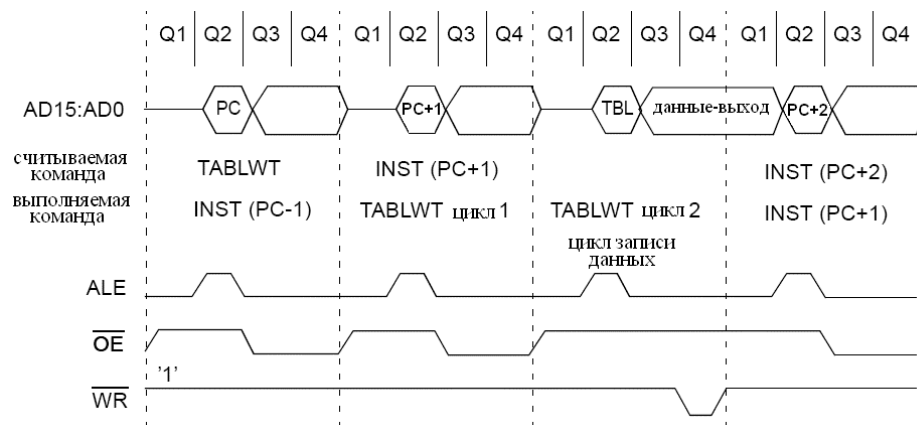 Q1 Q2 Q3 Q4 Q1 Q2 Q3 Q4 Q1 Q2 Q3 Q4 Q1 Q2 Q3 Q4
AD15:AD0 PC PC+1 TBL данные-выход PC+2
считываемая
команда
TABLWT INST (PC+1) INST (PC+2)
выполняемая
команда
INST (PC-1) TABLWT цикл 1 TABLWT цикл 2 INST (PC+1)
цикл записи
данных
ALE
OE
'1'
WR